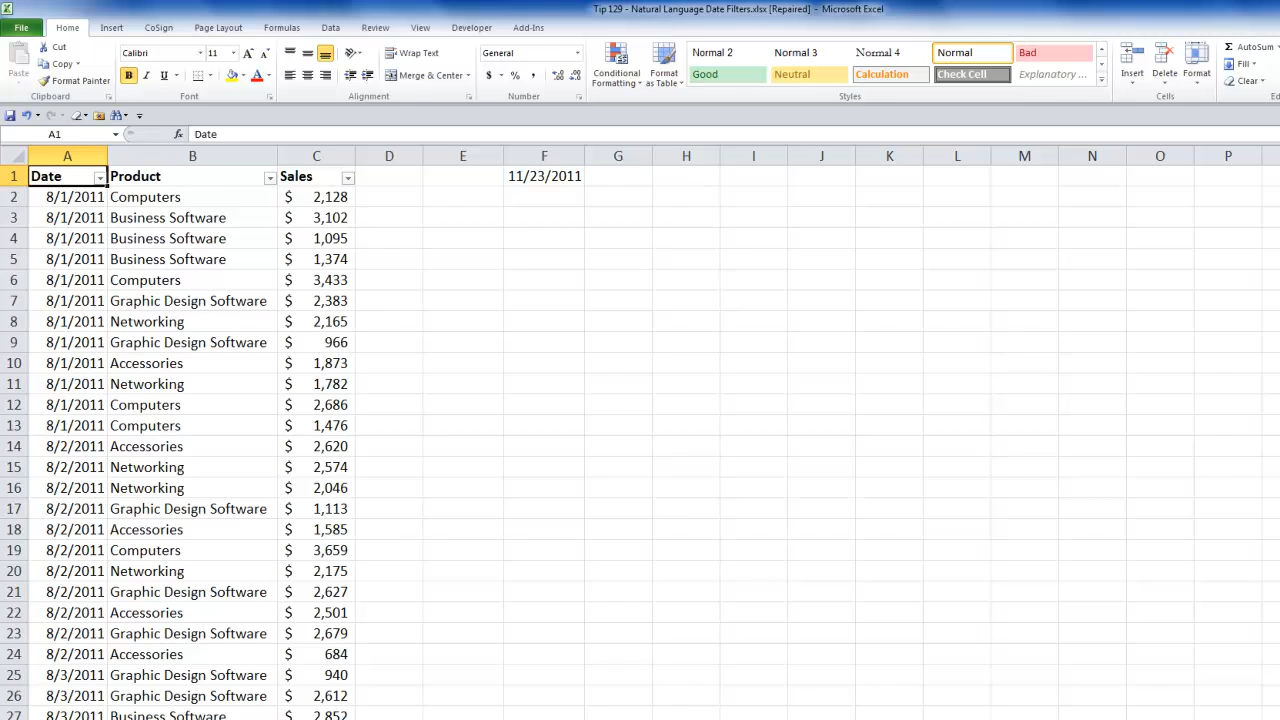 Tip 129 - Natural Language Date Filters.xlsx [Repaired] - Microsoft Excel
File Home Insert CoSign Page Layout Formulas Data Review View Developer Add-Ins
Paste Cut Copy Format Painter
Clipboard
Calibri 11 A A
B I U A
Font
Wrap Text
Merge & Center
Alignment
General
$ % ,
Number
Conditional Formatting
Format as Table
Normal 2 Normal 3 Normal 4 Normal Bad
Good Neutral Calculation Check Cell Explanatory ...
Styles
Insert Delete Format
Cells
Σ AutoSum
Fill
Clear
A1 fx Date
A B C D E F G H I J K L M N O P
1 Date Product Sales 11/23/2011
2 8/1/2011 Computers $ 2,128
3 8/1/2011 Business Software $ 3,102
4 8/1/2011 Business Software $ 1,095
5 8/1/2011 Business Software $ 1,374
6 8/1/2011 Computers $ 3,433
7 8/1/2011 Graphic Design Software $ 2,383
8 8/1/2011 Networking $ 2,165
9 8/1/2011 Graphic Design Software $ 966
10 8/1/2011 Accessories $ 1,873
11 8/1/2011 Networking $ 1,782
12 8/1/2011 Computers $ 2,686
13 8/1/2011 Computers $ 1,476
14 8/2/2011 Accessories $ 2,620
15 8/2/2011 Networking $ 2,574
16 8/2/2011 Networking $ 2,046
17 8/2/2011 Graphic Design Software $ 1,113
18 8/2/2011 Accessories $ 1,585
19 8/2/2011 Computers $ 3,659
20 8/2/2011 Networking $ 2,175
21 8/2/2011 Graphic Design Software $ 2,627
22 8/2/2011 Accessories $ 2,501
23 8/2/2011 Graphic Design Software $ 2,679
24 8/2/2011 Accessories $ 684
25 8/3/2011 Graphic Design Software $ 940
26 8/3/2011 Graphic Design Software $ 2,612
27 8/3/2011 Business Software $ 2,852